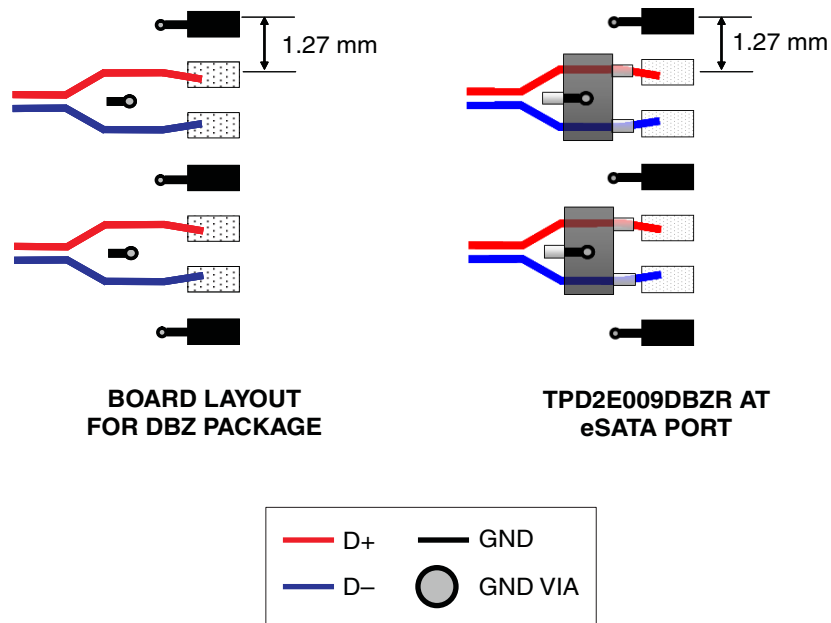 1.27 mm
1.27 mm
BOARD LAYOUT
FOR DBZ PACKAGE
TPD2E009DBZR AT
eSATA PORT
D+
GND
D–
GND VIA